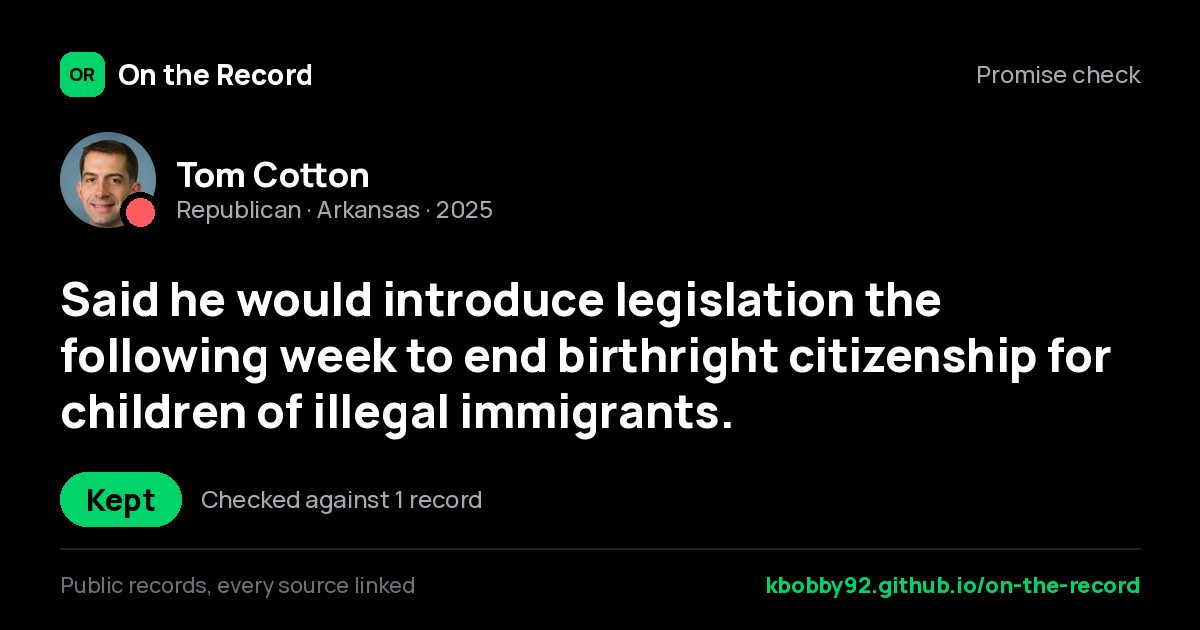 OR On the Record
Promise check
Tom Cotton
Republican · Arkansas · 2025
Said he would introduce legislation the
following week to end birthright citizenship for
children of illegal immigrants.
Kept Checked against 1 record
Public records, every source linked
kbobby92.github.io/on-the-record